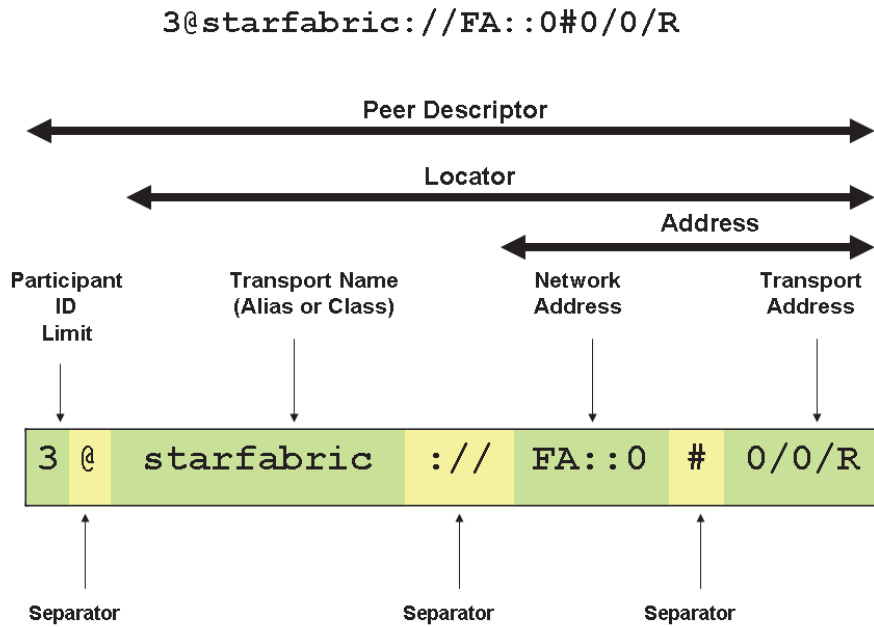 3@starfabric://FA::0#0/0/R
Peer Descriptor
Locator
Address
Participant
ID
Limit
Transport Name
(Alias or Class)
Network
Address
Transport
Address
3 @ starfabric :// FA::0 # 0/0/R
Separator Separator Separator